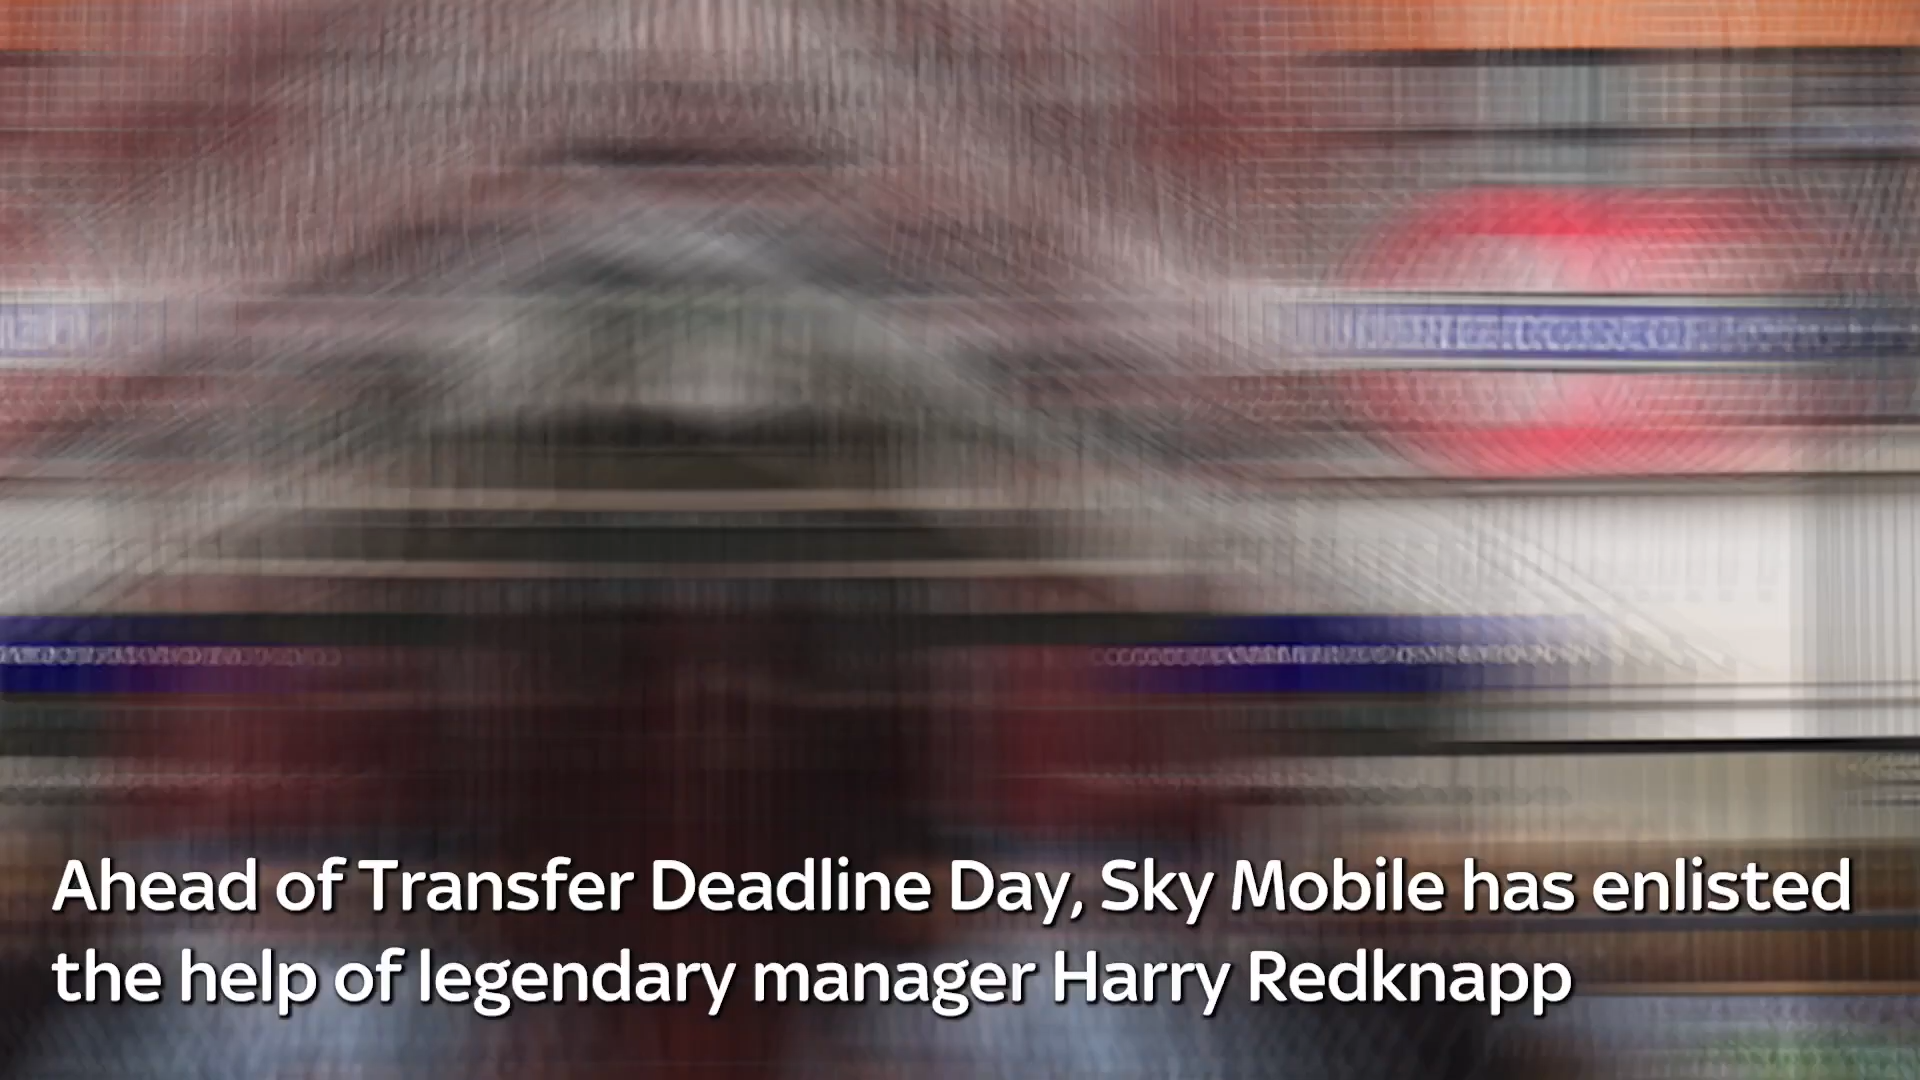 Ahead of Transfer Deadline Day, Sky Mobile has enlisted
the help of legendary manager Harry Redknapp